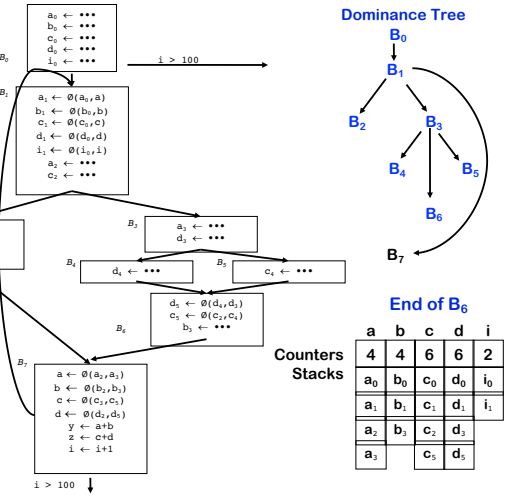 a₀ ← •••
b₀ ← •••
c₀ ← •••
d₀ ← •••
i₀ ← •••
B₀
i > 100
B₁
a₁ ← Ø(a₀,a)
b₁ ← Ø(b₀,b)
c₁ ← Ø(c₀,c)
d₁ ← Ø(d₀,d)
i₁ ← Ø(i₀,i)
a₂ ← •••
c₂ ← •••
B₃
a₃ ← •••
d₃ ← •••
B₄
d₄ ← •••
B₅
c₄ ← •••
B₆
d₅ ← Ø(d₄,d₃)
c₅ ← Ø(c₂,c₄)
b₃ ← •••
B₇
a ← Ø(a₂,a₃)
b ← Ø(b₂,b₃)
c ← Ø(c₃,c₅)
d ← Ø(d₂,d₅)
y ← a+b
z ← c+d
i ← i+1
i > 100
Dominance Tree
B₀
B₁
B₂ B₃
B₄ B₅
B₆
B₇
End of B₆
a b c d i
Counters 4 4 6 6 2
Stacks a₀ b₀ c₀ d₀ i₀
a₁ b₁ c₁ d₁ i₁
a₂ b₃ c₂ d₃
a₃ c₅ d₅